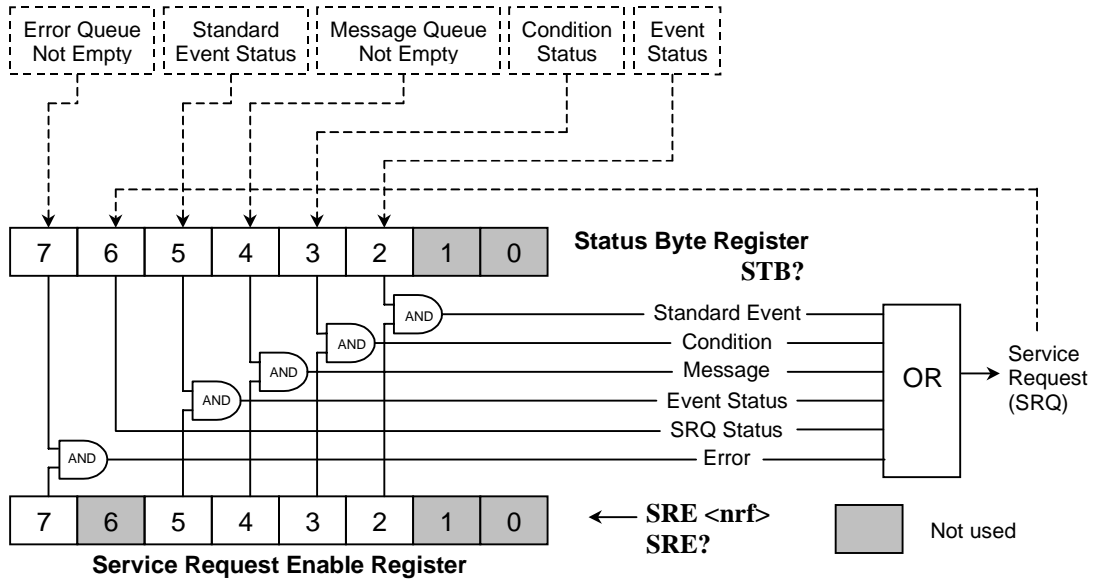 Error Queue
Not Empty
Standard
Event Status
Message Queue
Not Empty
Condition
Status
Event
Status
7 6 5 4 3 2 1 0
Status Byte Register
STB?
AND
Standard Event
AND
Condition
AND
Message
AND
Event Status
SRQ Status
AND
Error
OR
Service
Request
(SRQ)
7 6 5 4 3 2 1 0
SRE <nrf>
SRE?
Not used
Service Request Enable Register